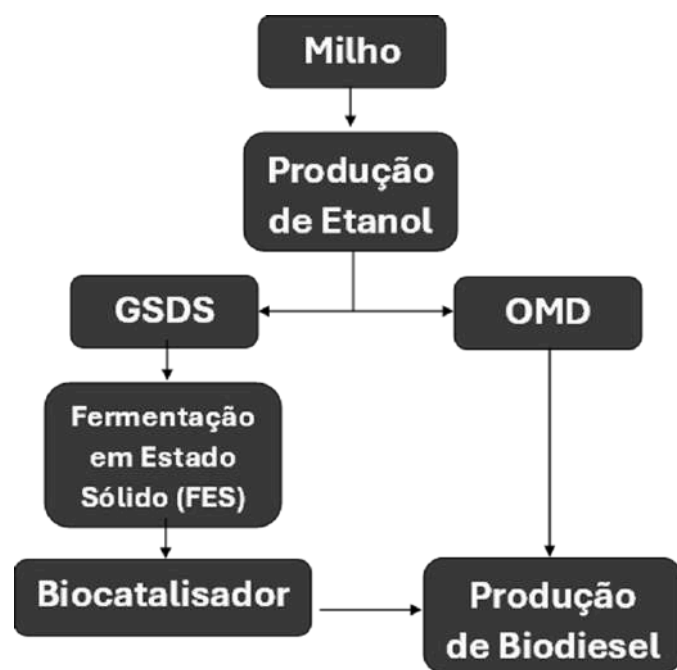 Milho
Produção
de Etanol
GSDS
OMD
Fermentação
em Estado
Sólido (FES)
Biocatalisador
Produção
de Biodiesel